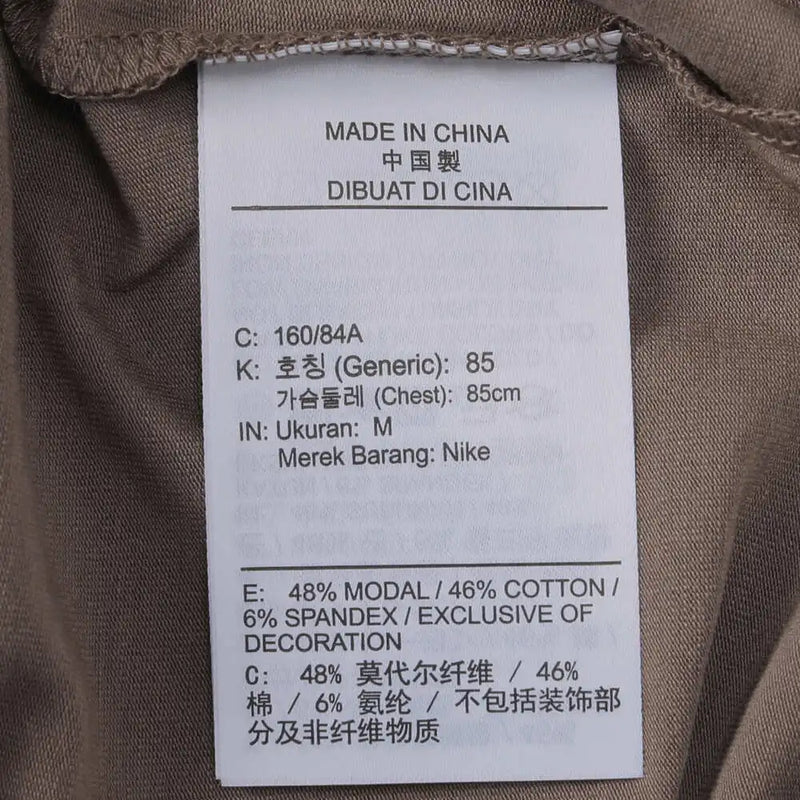 MADE IN CHINA
中国製
DIBUAT DI CINA
C: 160/84A
K: 호칭 (Generic): 85
가슴둘레 (Chest): 85cm
IN: Ukuran: M
Merek Barang: Nike
E: 48% MODAL / 46% COTTON /
6% SPANDEX / EXCLUSIVE OF
DECORATION
C: 48% 莫代尔纤维 / 46%
棉 / 6% 氨纶 / 不包括装饰部
分及非纤维物质